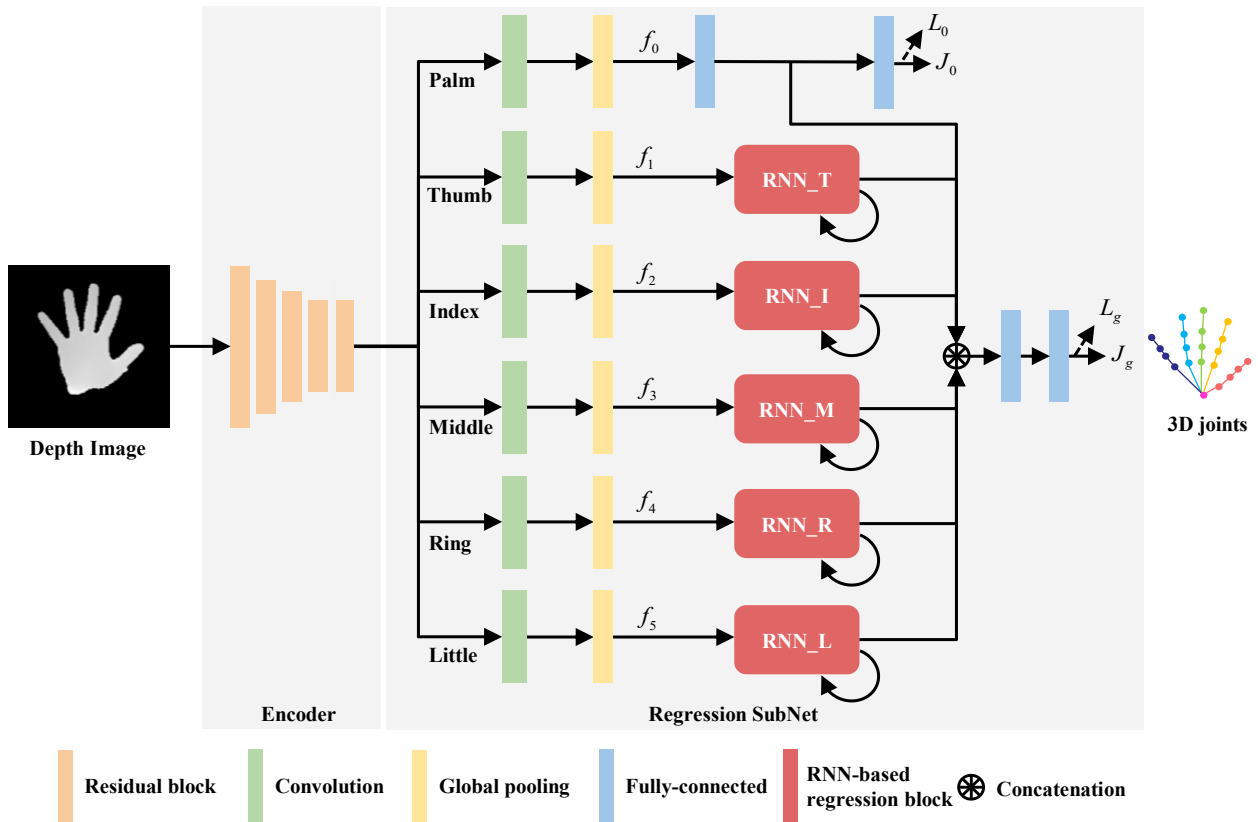 f₀
L₀
J₀
Palm
f₁
RNN_T
Thumb
f₂
RNN_I
Index
L_g
J_g
f₃
RNN_M
Middle
3D joints
Depth Image
f₄
RNN_R
Ring
f₅
RNN_L
Little
Encoder
Regression SubNet
Residual block
Convolution
Global pooling
Fully-connected
RNN-based
regression block
Concatenation